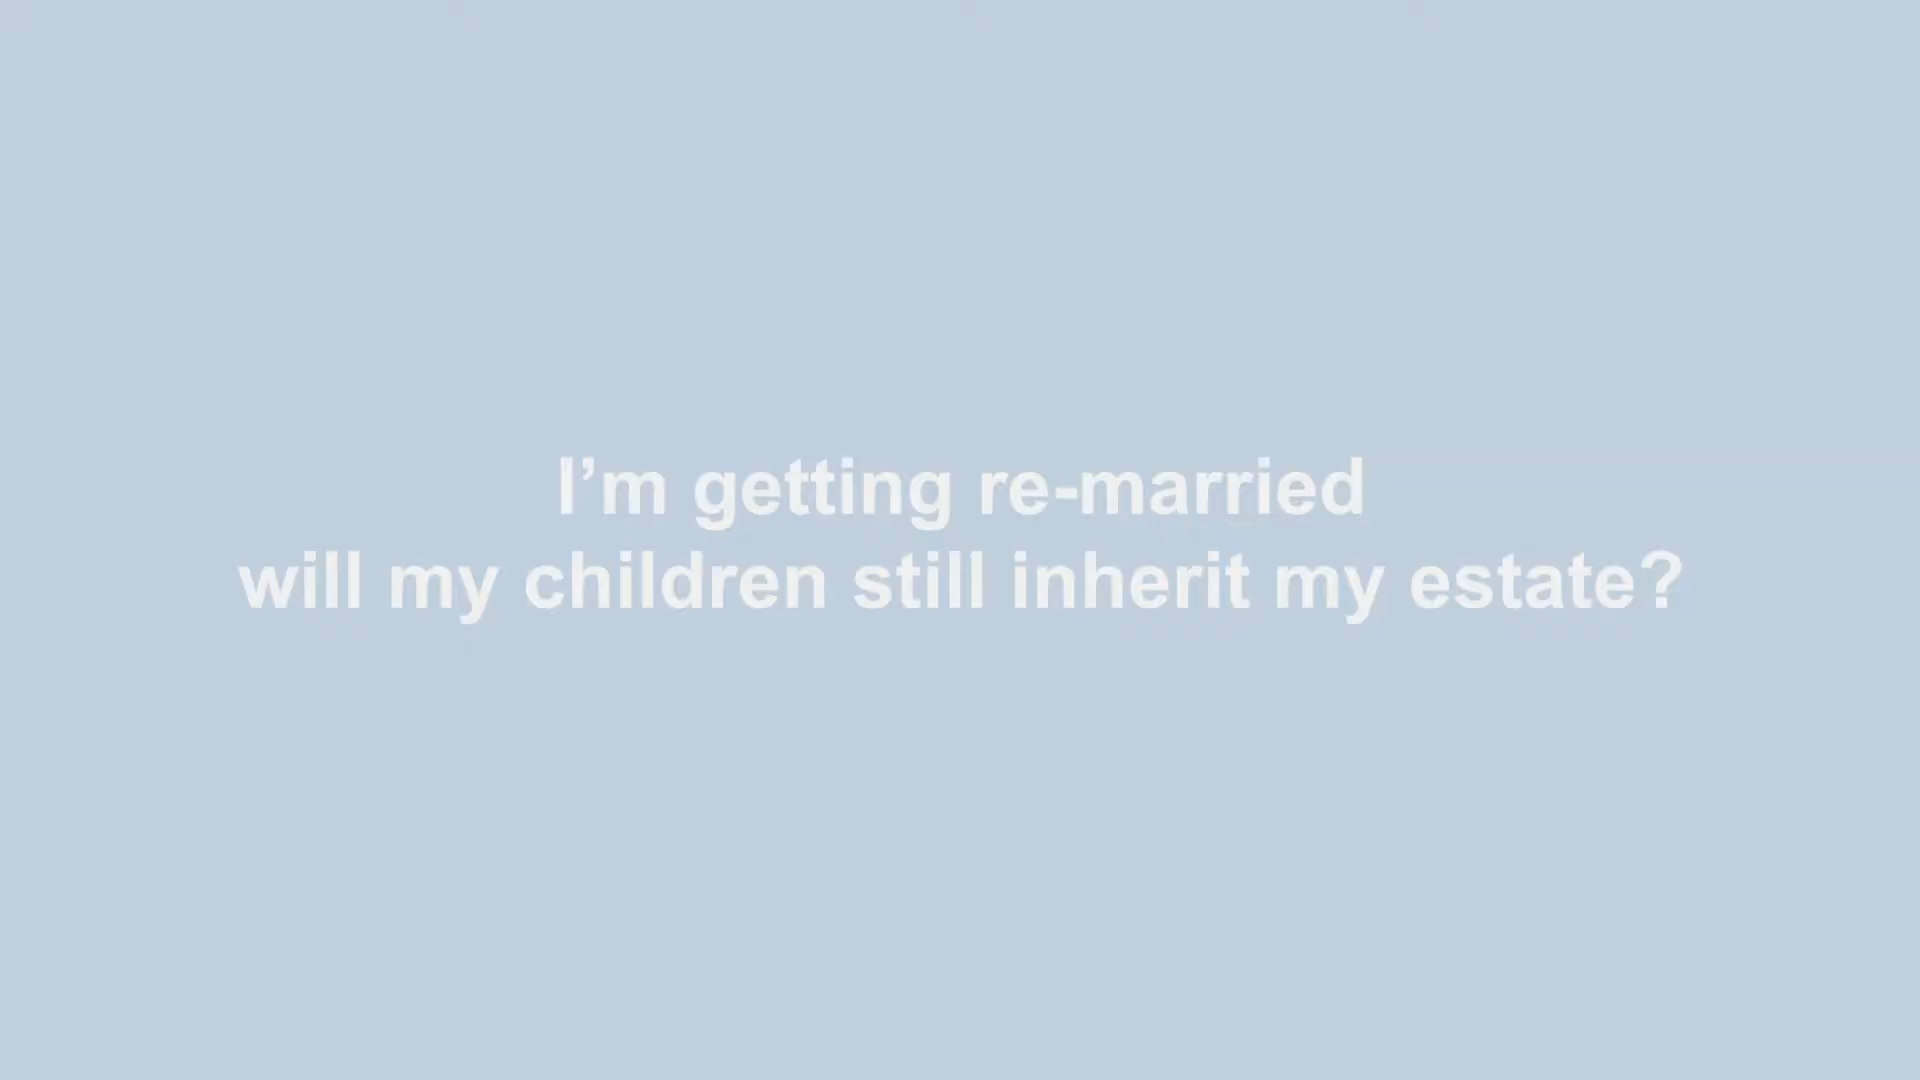 I’m getting re-married
will my children still inherit my estate?